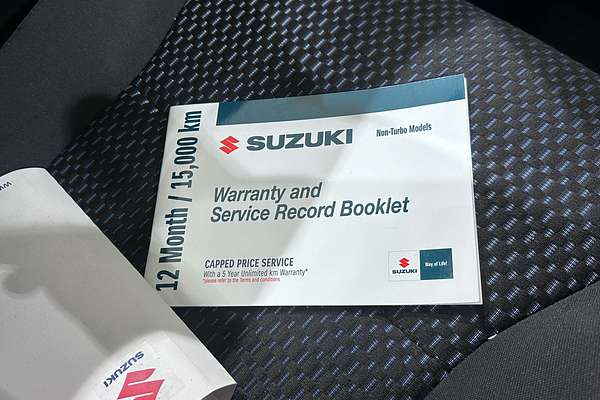 12 Month / 15,000 km
SUZUKI
Non-Turbo Models
Warranty and
Service Record Booklet
CAPPED PRICE SERVICE
With a 5 Year Unlimited km Warranty*
*please refer to the Terms and conditions
SUZUKI
Way of Life!
SUZUKI